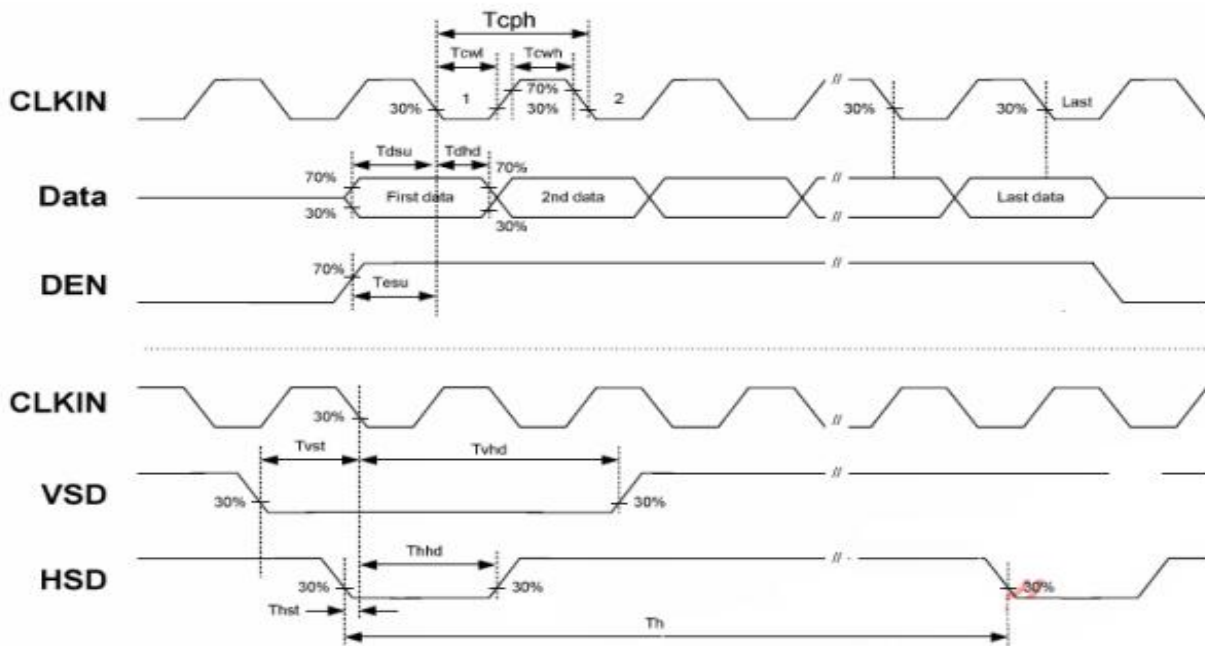 Tcph
Tcwl
Tcwh
CLKIN
30%
1
70%
30%
2
//
30%
30%
Last
Tdsu
Tdhd
70%
70%
Data
First data
2nd data
//
Last data
30%
30%
DEN
70%
Tesu
//
CLKIN
30%
//
Tvst
Tvhd
VSD
30%
30%
//
HSD
Thhd
//
30%
30%
30%
Thst
Th